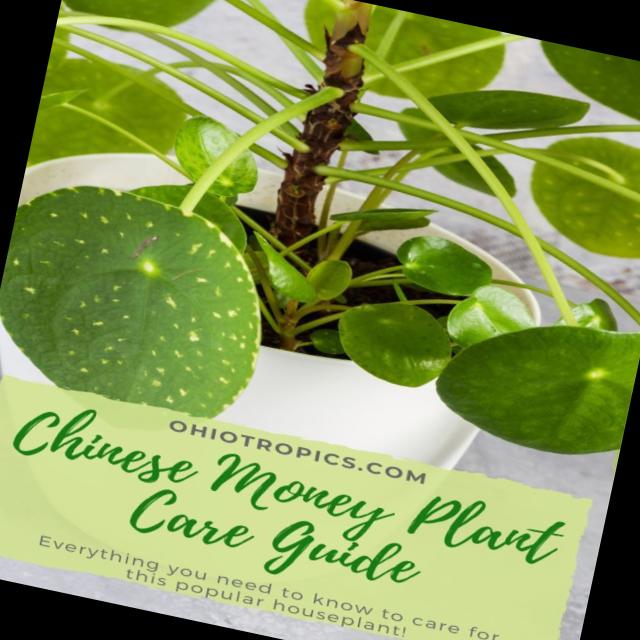 OHIOTROPICS.COM
Chinese Money Plant
Care Guide
Everything you need to know to care for
this popular houseplant!